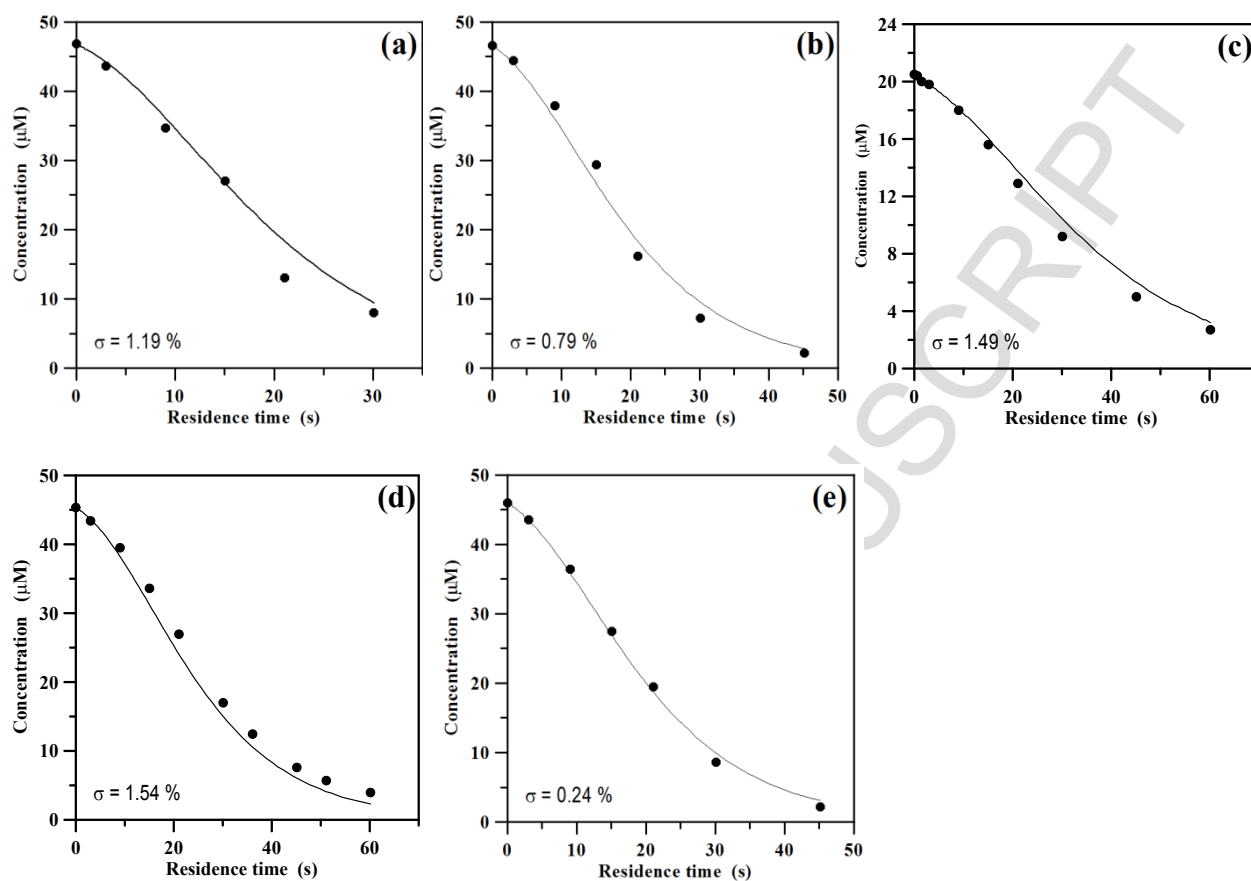 (a)
50
40
30
20
10
0
Concentration (μM)
σ = 1.19 %
0 10 20 30
Residence time (s)
(b)
50
40
30
20
10
0
Concentration (μM)
σ = 0.79 %
0 10 20 30 40 50
Residence time (s)
(c)
24
20
16
12
8
4
0
Concentration (μM)
σ = 1.49 %
0 20 40 60
Residence time (s)
(d)
50
40
30
20
10
0
Concentration (μM)
σ = 1.54 %
0 20 40 60
Residence time (s)
(e)
50
40
30
20
10
0
Concentration (μM)
σ = 0.24 %
0 10 20 30 40 50
Residence time (s)
USCRIPT